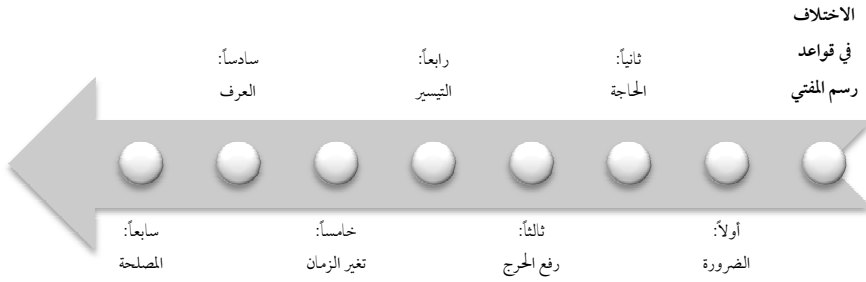 الاختلاف
في قواعد
رسم المفتي
أولاً:
الضرورة
ثانياً:
الحاجة
ثالثاً:
رفع الحرج
رابعاً:
التيسير
خامساً:
تغير الزمان
سادساً:
العرف
سابعاً:
المصلحة